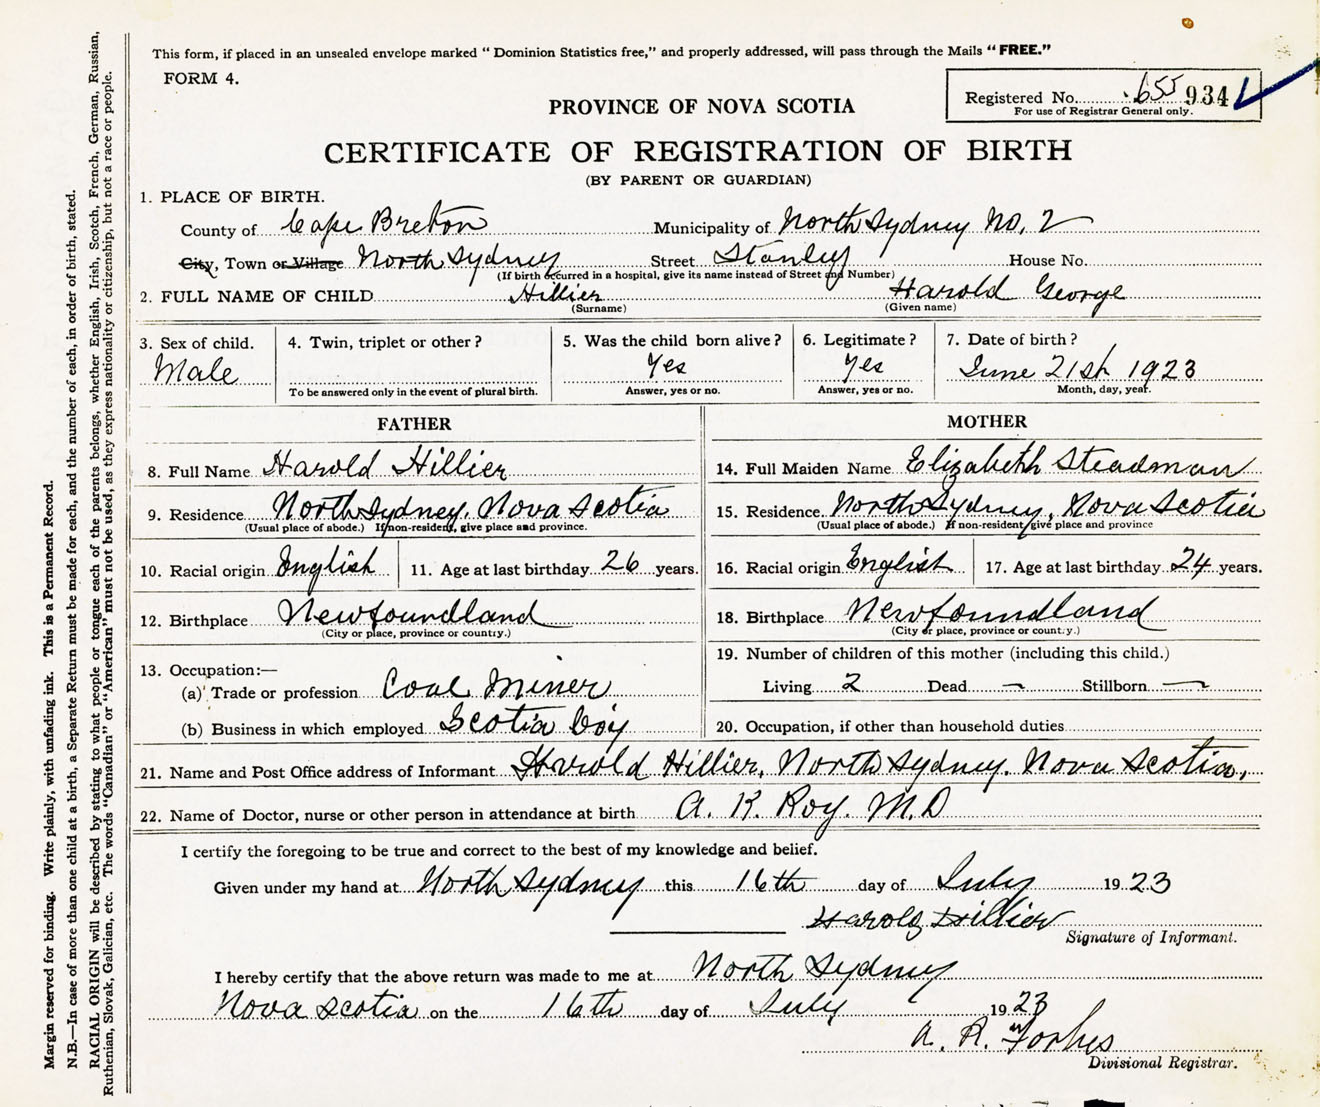 This form, if placed in an unsealed envelope marked "Dominion Statistics free," and properly addressed, will pass through the Mails "FREE."
FORM 4.
Registered No. 655 934
For use of Registrar General only.
PROVINCE OF NOVA SCOTIA
CERTIFICATE OF REGISTRATION OF BIRTH
(BY PARENT OR GUARDIAN)
1. PLACE OF BIRTH.
County of Cape Breton Municipality of North Sydney No. 2
City, Town or Village North Sydney Street Stanley House No.
(If birth occurred in a hospital, give its name instead of Street and Number)
2. FULL NAME OF CHILD Hillier Harold George
(Surname) (Given name)
3. Sex of child. 4. Twin, triplet or other? 5. Was the child born alive? 6. Legitimate? 7. Date of birth?
Male Yes Yes June 21st 1923
To be answered only in the event of plural birth. Answer, yes or no. Answer, yes or no. Month, day, year.
FATHER MOTHER
8. Full Name Harold Hillier 14. Full Maiden Name Elizabeth Steadman
9. Residence North Sydney, Nova Scotia 15. Residence North Sydney, Nova Scotia
(Usual place of abode.) If non-resident, give place and province. (Usual place of abode.) If non-resident give place and province
10. Racial origin English 11. Age at last birthday 26 years. 16. Racial origin English 17. Age at last birthday 24 years.
12. Birthplace Newfoundland 18. Birthplace Newfoundland
(City or place, province or country.) (City or place, province or country.)
13. Occupation:— 19. Number of children of this mother (including this child.)
(a) Trade or profession Coal Miner Living 2 Dead — Stillborn —
(b) Business in which employed Scotia Coy 20. Occupation, if other than household duties
21. Name and Post Office address of Informant Harold Hillier, North Sydney. Nova Scotia,
22. Name of Doctor, nurse or other person in attendance at birth A. K. Roy. M.D
I certify the foregoing to be true and correct to the best of my knowledge and belief.
Given under my hand at North Sydney this 16th day of July 1923
Harold Hillier
Signature of Informant.
I hereby certify that the above return was made to me at North Sydney
Nova Scotia on the 16th day of July 1923
A. R. Forbes
Divisional Registrar.
Margin reserved for binding. Write plainly, with unfading ink. This is a Permanent Record.
N.B.—In case of more than one child at a birth, a Separate Return must be made for each, and the number of each, in order of birth, stated.
RACIAL ORIGIN will be described by stating to what people or tongue each of the parents belongs, whether English, Irish, Scotch, French, German, Russian,
Ruthenian, Slovak, Galician, etc. The words "Canadian" or "American" must not be used, as they express nationality or citizenship, but not a race or people.